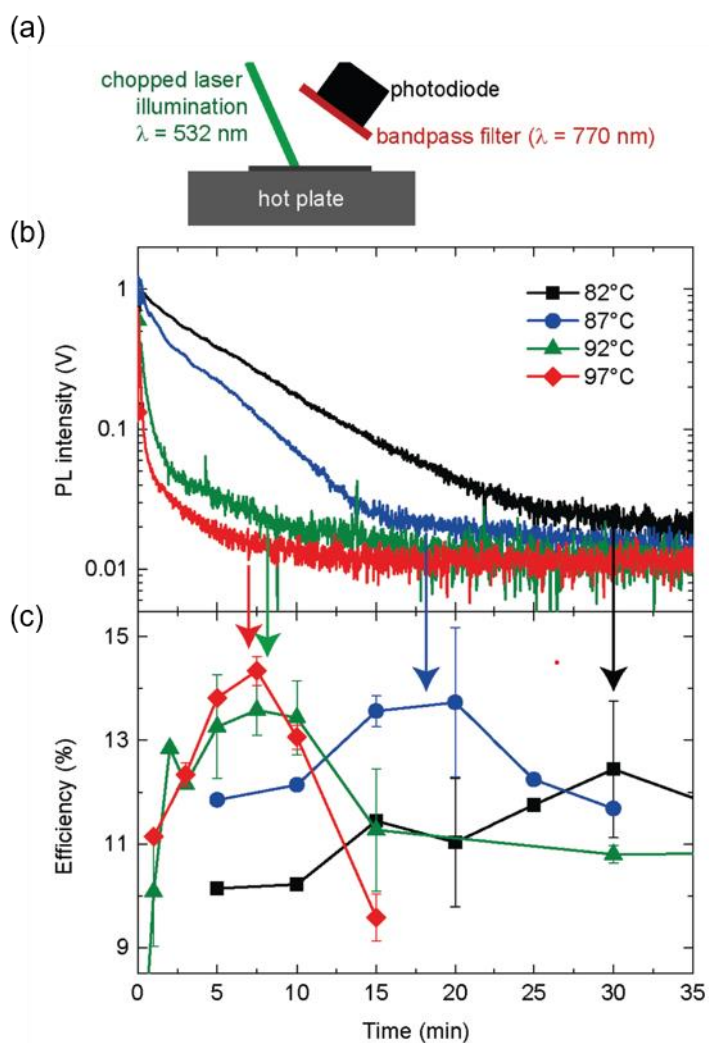 (a)
chopped laser
illumination
λ = 532 nm
photodiode
bandpass filter (λ = 770 nm)
hot plate
(b)
PL intensity (V)
1
0.1
0.01
82°C
87°C
92°C
97°C
(c)
Efficiency (%)
15
13
11
9
0 5 10 15 20 25 30 35
Time (min)